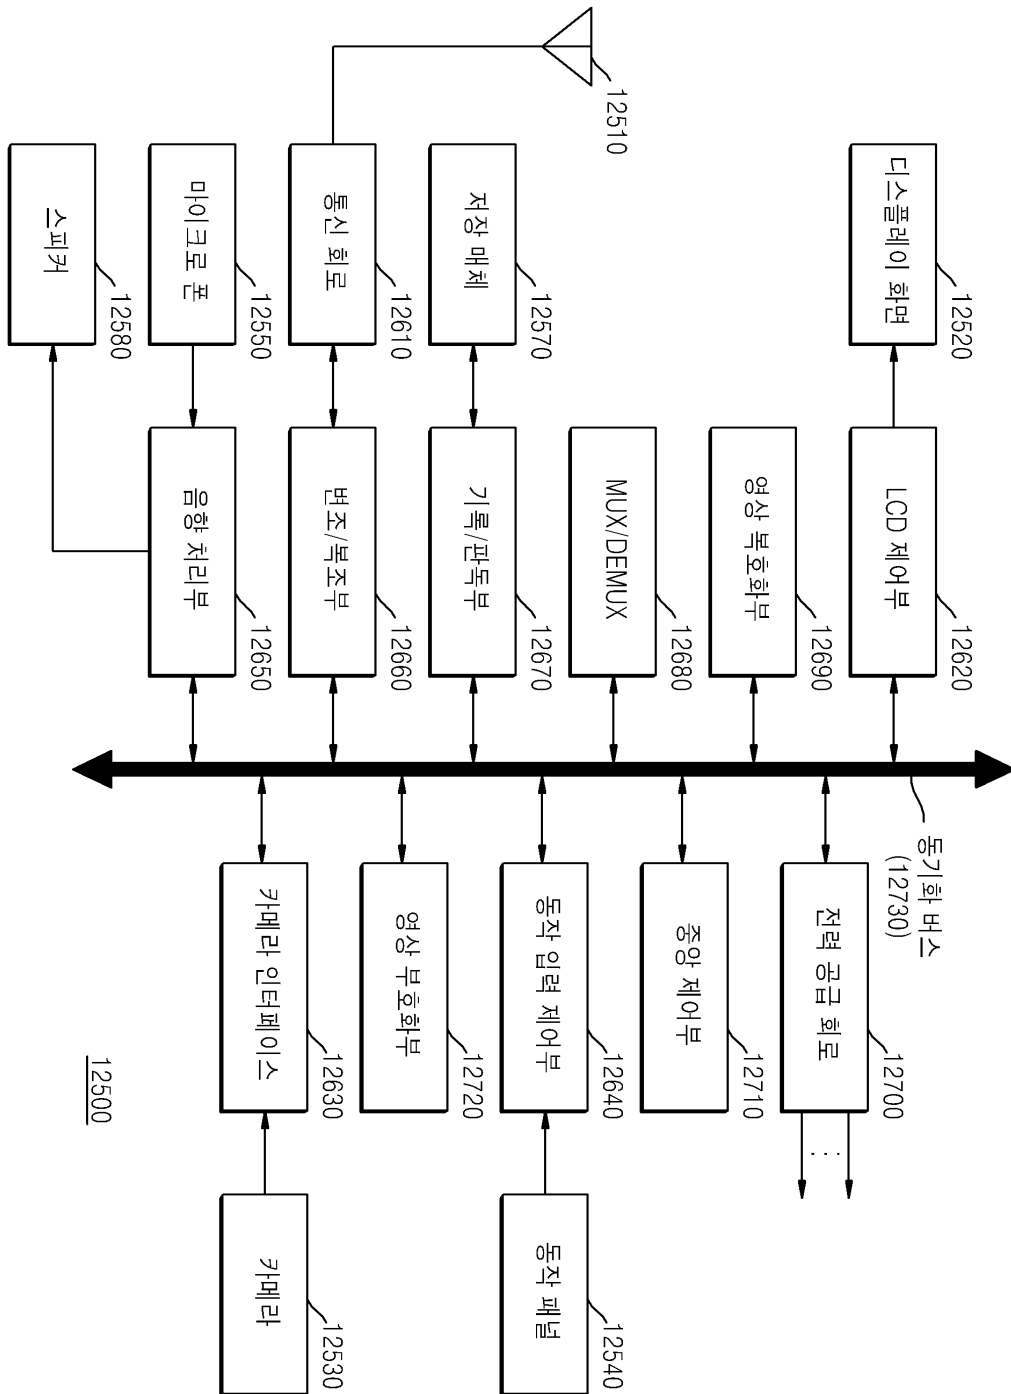 디스플레이 화면
12520
LCD 제어부
12620
동기화 버스
(12730)
전력 공급 회로
12700
...
영상 복호화부
12690
중앙 제어부
12710
12510
MUX/DEMUX
12680
동작 입력 제어부
12640
동작 패널
12540
저장 매체
12570
기록/판독부
12670
영상 부호화부
12720
통신 회로
12610
변조/복조부
12660
카메라 인터페이스
12630
카메라
12530
마이크로 폰
12550
음향 처리부
12650
스피커
12580
12500